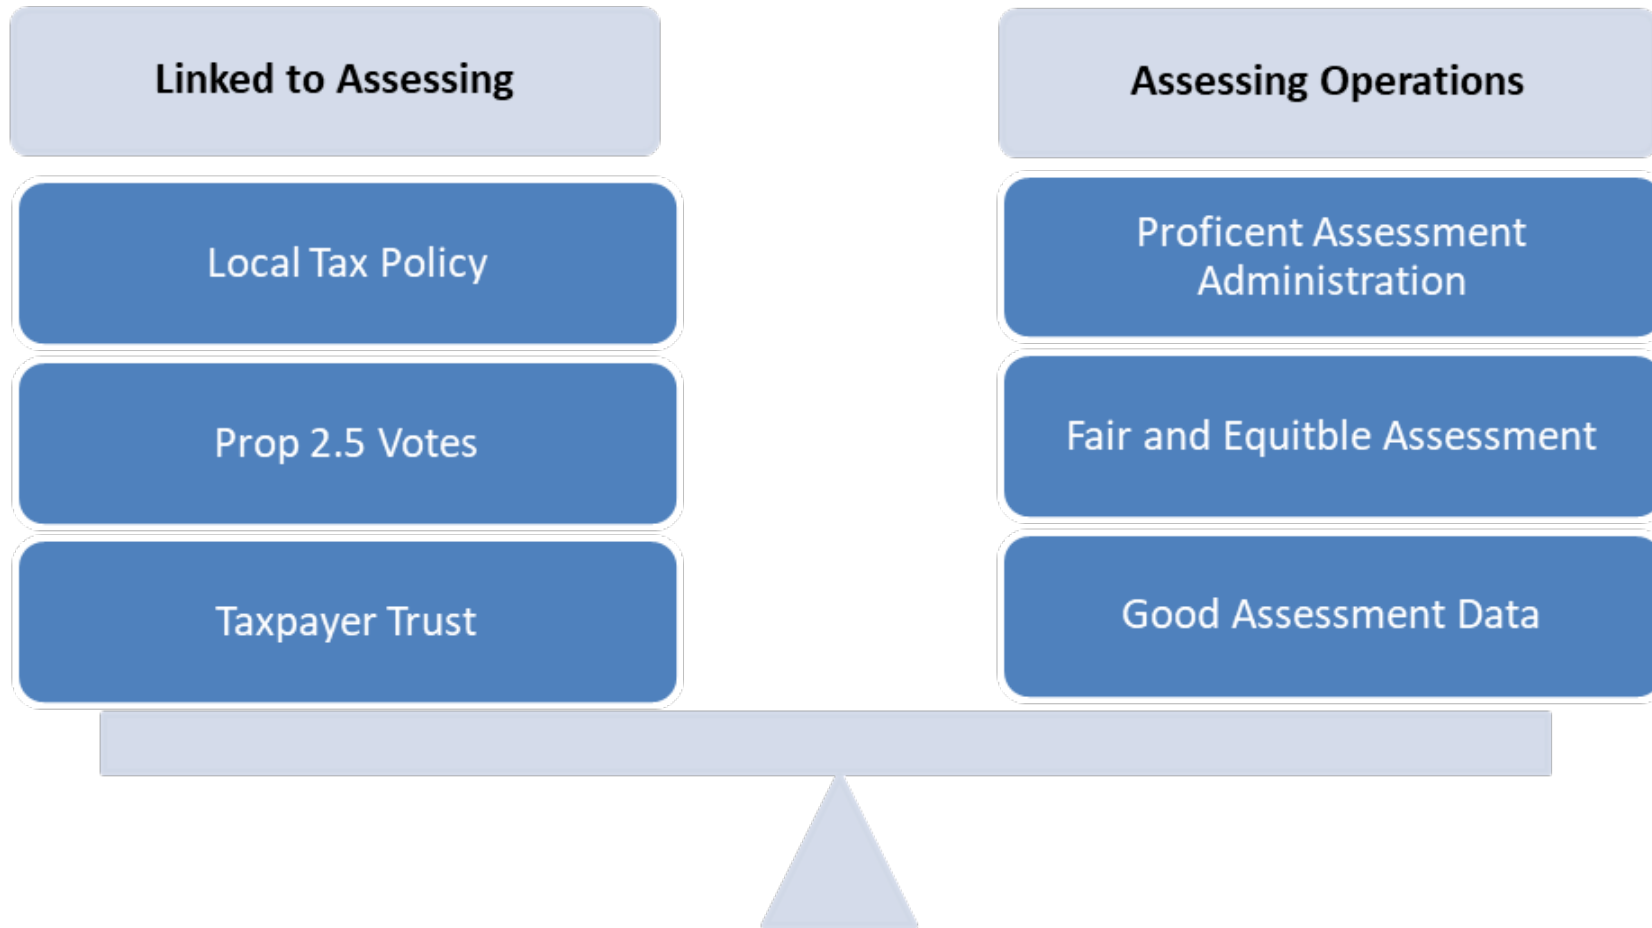 Linked to Assessing
Local Tax Policy
Prop 2.5 Votes
Taxpayer Trust
Assessing Operations
Proficent Assessment
Administration
Fair and Equitble Assessment
Good Assessment Data